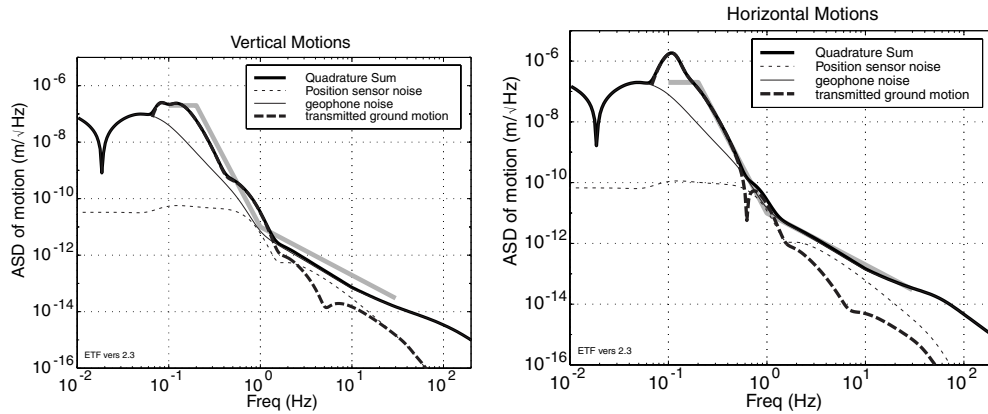 Vertical Motions
Quadrature Sum
Position sensor noise
geophone noise
transmitted ground motion
ASD of motion (m/√Hz)
10^-6
10^-8
10^-10
10^-12
10^-14
10^-16
ETF vers 2.3
10^-2 10^-1 10^0 10^1 10^2
Freq (Hz)
Horizontal Motions
Quadrature Sum
Position sensor noise
geophone noise
transmitted ground motion
ASD of motion (m/√Hz)
10^-6
10^-8
10^-10
10^-12
10^-14
10^-16
ETF vers 2.3
10^-2 10^-1 10^0 10^1 10^2
Freq (Hz)